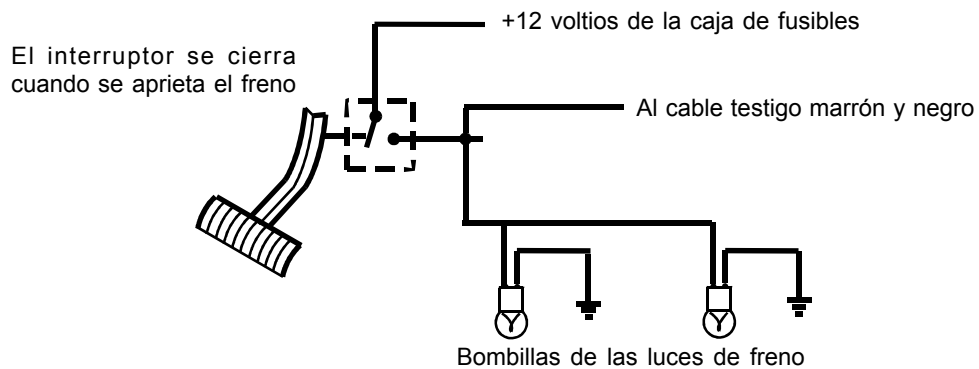 +12 voltios de la caja de fusibles
El interruptor se cierra
cuando se aprieta el freno
Al cable testigo marrón y negro
Bombillas de las luces de freno